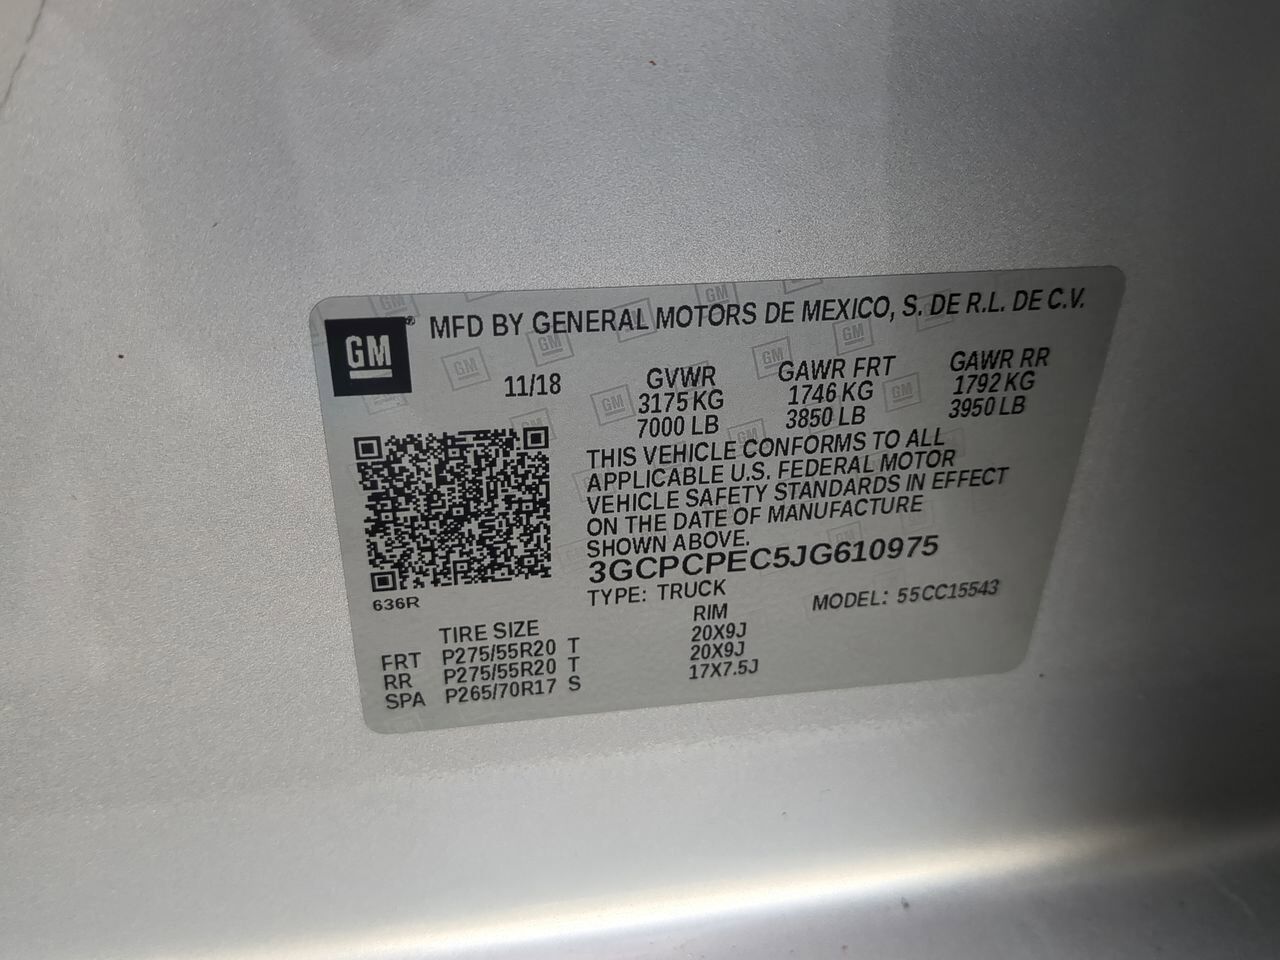 GM
MFD BY GENERAL MOTORS DE MEXICO, S. DE R.L. DE C.V.
11/18 GVWR GAWR FRT GAWR RR
3175 KG 1746 KG 1792 KG
7000 LB 3850 LB 3950 LB
THIS VEHICLE CONFORMS TO ALL
APPLICABLE U.S. FEDERAL MOTOR
VEHICLE SAFETY STANDARDS IN EFFECT
ON THE DATE OF MANUFACTURE
SHOWN ABOVE.
3GCPCPEC5JG610975
636R
TYPE: TRUCK MODEL: 55CC15543
TIRE SIZE RIM
FRT P275/55R20 T 20X9J
RR P275/55R20 T 20X9J
SPA P265/70R17 S 17X7.5J